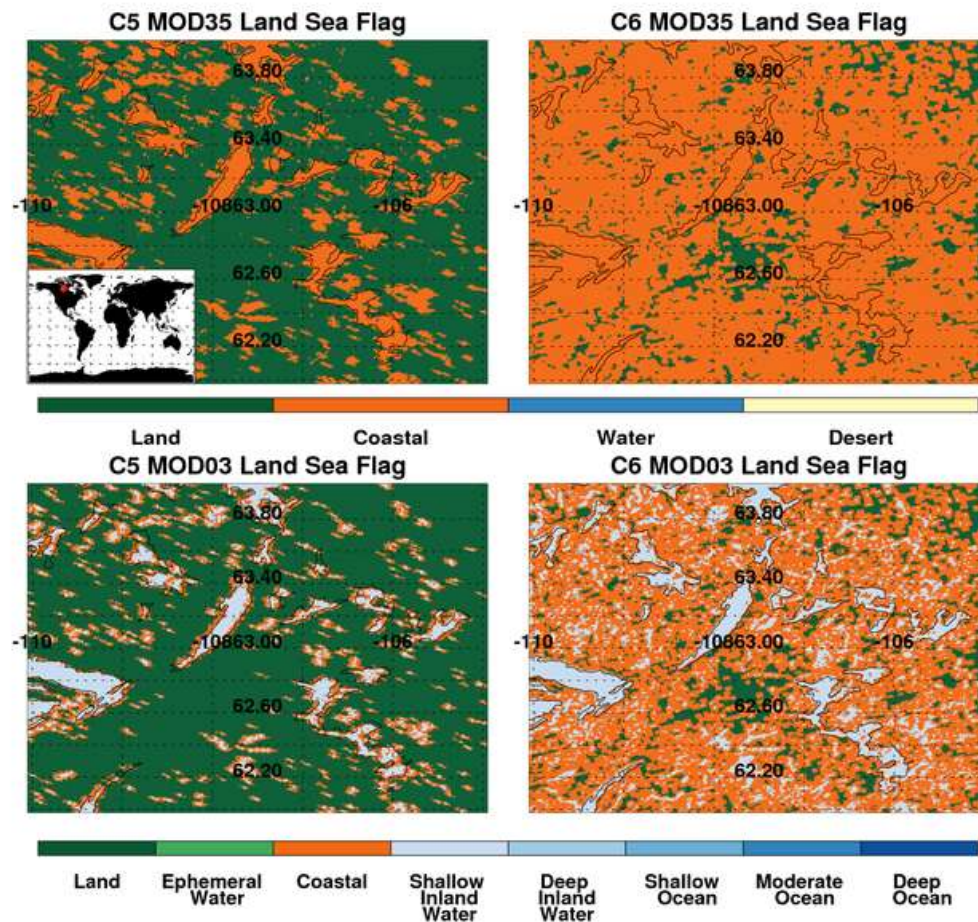 C5 MOD35 Land Sea Flag
C6 MOD35 Land Sea Flag
63.80
63.40
-110
-10863.00
-106
62.60
62.20
63.80
63.40
-110
-10863.00
-106
62.60
62.20
Land
Coastal
Water
Desert
C5 MOD03 Land Sea Flag
C6 MOD03 Land Sea Flag
63.80
63.40
-110
-10863.00
-106
62.60
62.20
63.80
63.40
-110
-10863.00
-106
62.60
62.20
Land
Ephemeral
Water
Coastal
Shallow
Inland
Water
Deep
Inland
Water
Shallow
Ocean
Moderate
Ocean
Deep
Ocean